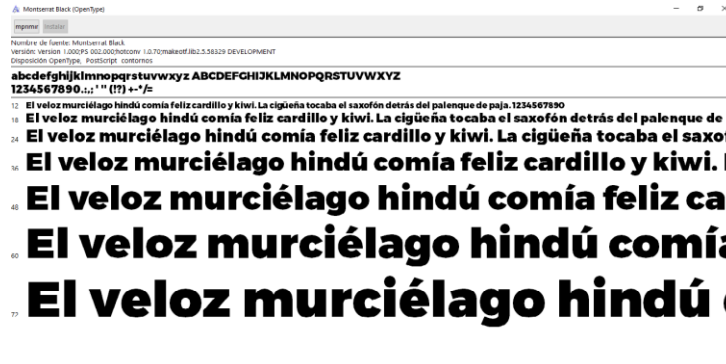 Montserrat Black (OpenType)
Imprimir Instalar
Nombre de fuente: Montserrat Black
Versión: Version 1.000;PS 002.000;hotconv 1.0.70;makeotf.lib2.5.58329 DEVELOPMENT
Disposición OpenType, PostScript contornos
abcdefghijklmnopqrstuvwxyz ABCDEFGHIJKLMNOPQRSTUVWXYZ
1234567890.:,; ' " (!?) +-*/=
12 El veloz murciélago hindú comía feliz cardillo y kiwi. La cigüeña tocaba el saxofón detrás del palenque de paja. 1234567890
18 El veloz murciélago hindú comía feliz cardillo y kiwi. La cigüeña tocaba el saxofón detrás del palenque de
24 El veloz murciélago hindú comía feliz cardillo y kiwi. La cigüeña tocaba el saxo
36 El veloz murciélago hindú comía feliz cardillo y kiwi.
48 El veloz murciélago hindú comía feliz ca
60 El veloz murciélago hindú comía
72 El veloz murciélago hindú